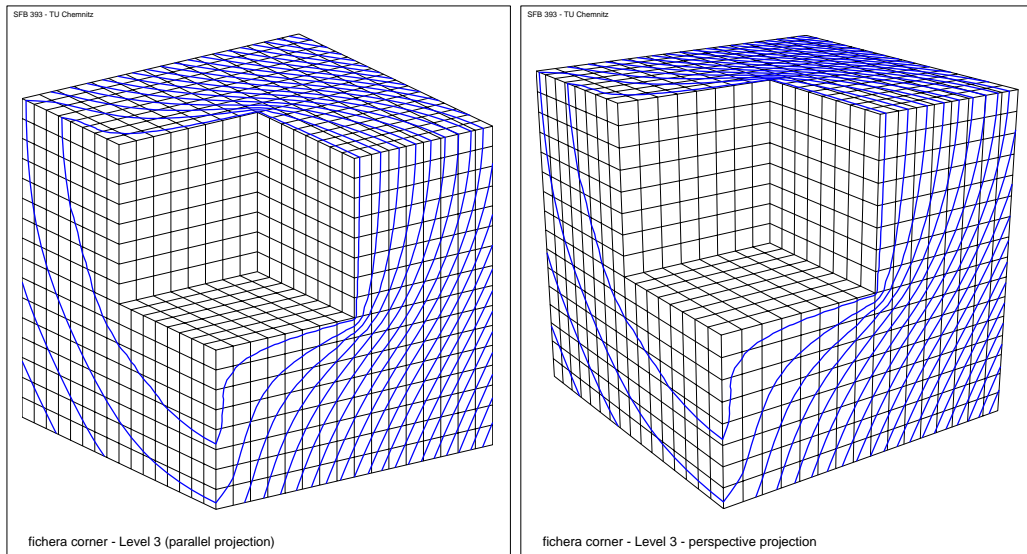 SFB 393 - TU Chemnitz
fichera corner - Level 3 (parallel projection)
SFB 393 - TU Chemnitz
fichera corner - Level 3 - perspective projection